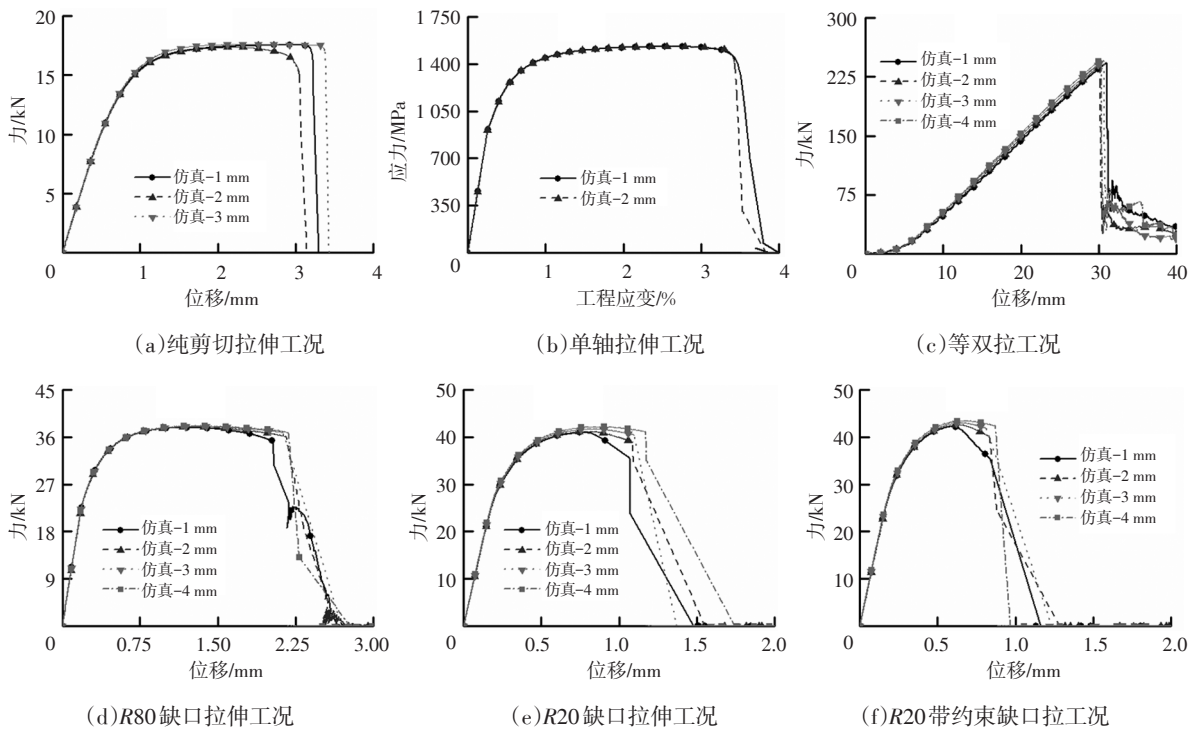 20
15
10
5
0
1
2
3
4
力/kN
位移/mm
仿真-1 mm
仿真-2 mm
仿真-3 mm
(a)纯剪切拉伸工况
1 750
1 400
1 050
700
350
0
1
2
3
4
应力/MPa
工程应变/%
仿真-1 mm
仿真-2 mm
(b)单轴拉伸工况
300
225
150
75
0
10
20
30
40
力/kN
位移/mm
仿真-1 mm
仿真-2 mm
仿真-3 mm
仿真-4 mm
(c)等双拉工况
45
36
27
18
9
0
0.75
1.50
2.25
3.00
力/kN
位移/mm
仿真-1 mm
仿真-2 mm
仿真-3 mm
仿真-4 mm
(d)R80缺口拉伸工况
50
40
30
20
10
0
0.5
1.0
1.5
2.0
力/kN
位移/mm
仿真-1 mm
仿真-2 mm
仿真-3 mm
仿真-4 mm
(e)R20缺口拉伸工况
50
40
30
20
10
0
0.5
1.0
1.5
2.0
力/kN
位移/mm
仿真-1 mm
仿真-2 mm
仿真-3 mm
仿真-4 mm
(f)R20带约束缺口拉工况